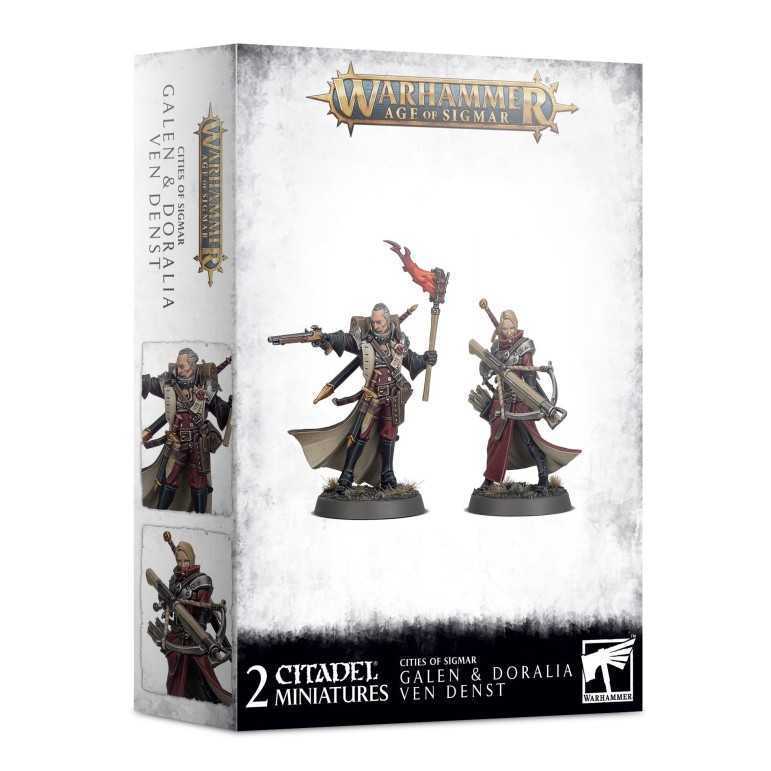 WARHAMMER
AGE OF SIGMAR
CITIES OF SIGMAR
GALEN & DORALIA
VEN DENST
WARHAMMER
AGE OF SIGMAR
2 CITADEL
MINIATURES
CITIES OF SIGMAR
GALEN & DORALIA
VEN DENST
WARHAMMER
™